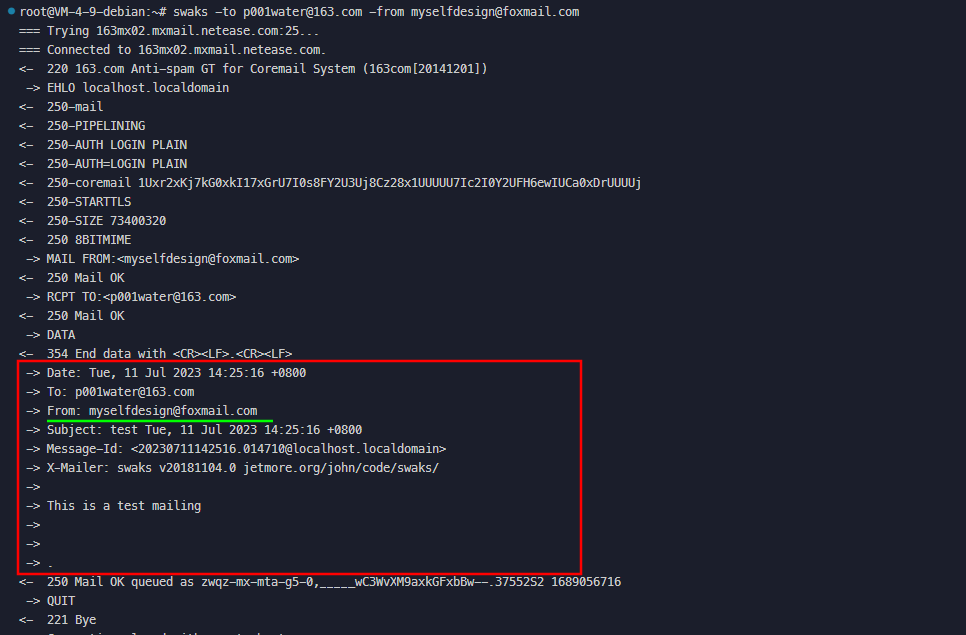 root@VM-4-9-debian:~# swaks -to p001water@163.com -from myselfdesign@foxmail.com
=== Trying 163mx02.mxmail.netease.com:25...
=== Connected to 163mx02.mxmail.netease.com.
<-  220 163.com Anti-spam GT for Coremail System (163com[20141201])
 -> EHLO localhost.localdomain
<-  250-mail
<-  250-PIPELINING
<-  250-AUTH LOGIN PLAIN
<-  250-AUTH=LOGIN PLAIN
<-  250-coremail 1Uxr2xKj7kG0xkI17xGrU7I0s8FY2U3Uj8Cz28x1UUUUU7Ic2I0Y2UFH6ewIUCa0xDrUUUUj
<-  250-STARTTLS
<-  250-SIZE 73400320
<-  250 8BITMIME
 -> MAIL FROM:<myselfdesign@foxmail.com>
<-  250 Mail OK
 -> RCPT TO:<p001water@163.com>
<-  250 Mail OK
 -> DATA
<-  354 End data with <CR><LF>.<CR><LF>
 -> Date: Tue, 11 Jul 2023 14:25:16 +0800
 -> To: p001water@163.com
 -> From: myselfdesign@foxmail.com
 -> Subject: test Tue, 11 Jul 2023 14:25:16 +0800
 -> Message-Id: <20230711142516.014710@localhost.localdomain>
 -> X-Mailer: swaks v20181104.0 jetmore.org/john/code/swaks/
 ->
 -> This is a test mailing
 ->
 ->
 -> .
<-  250 Mail OK queued as zwqz-mx-mta-g5-0,_____wC3WvXM9axkGFxbBw--.37552S2 1689056716
 -> QUIT
<-  221 Bye